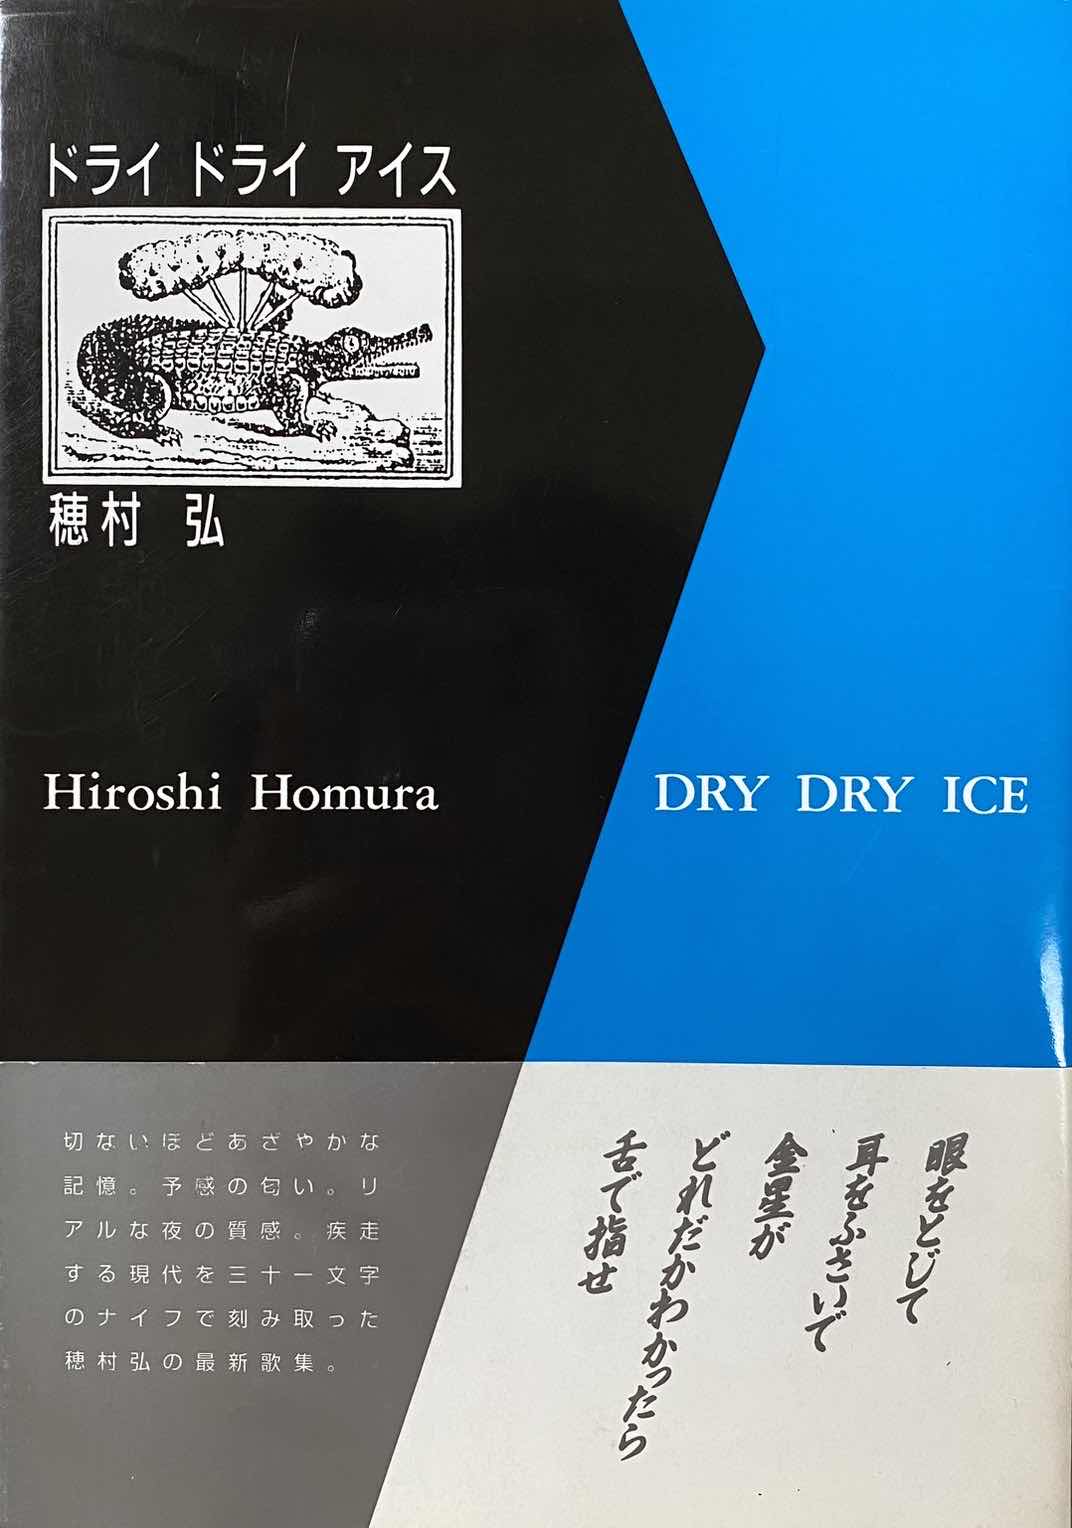 ドライ ドライ アイス
穂村 弘
Hiroshi Homura
DRY DRY ICE
切ないほどあざやかな
記憶。予感の匂い。リ
アルな夜の質感。疾走
する現代を三十一文字
のナイフで刻み取った
穂村弘の最新歌集。
眼をとじて
耳をふさいで
金星が
どれだかわかったら
舌で指せ